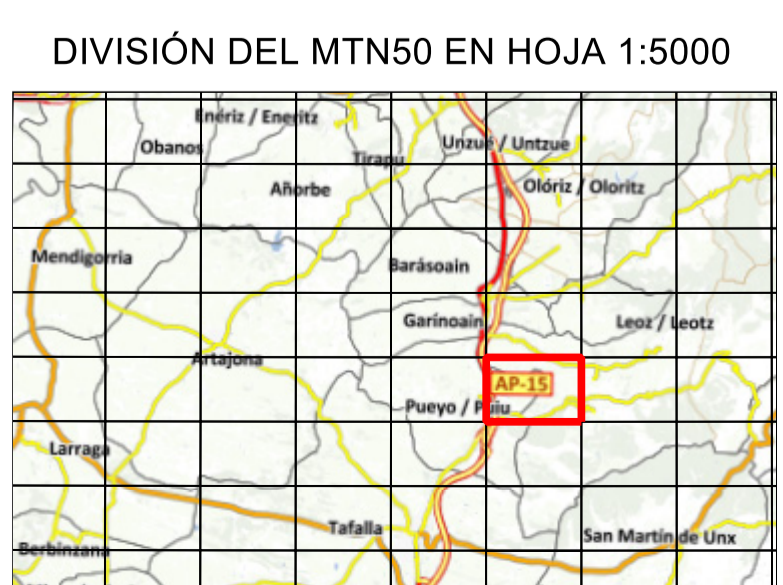 DIVISIÓN DEL MTN50 EN HOJA 1:5000
Enériz / Eneritz
Obanos
Unzué / Untzue
Tirapu
Añorbe
Olóriz / Oloritz
Mendigorria
Barásoain
Garínoain
Leoz / Leotz
Artajona
AP-15
Pueyo / Puiu
Larraga
Tafalla
San Martín de Unx
Berbinzana